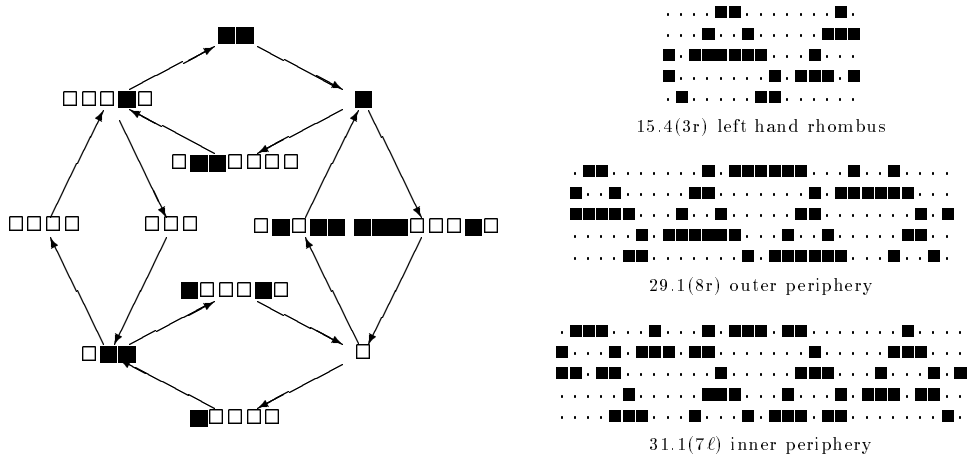 15.4(3r) left hand rhombus
29.1(8r) outer periphery
31.1(7ℓ) inner periphery